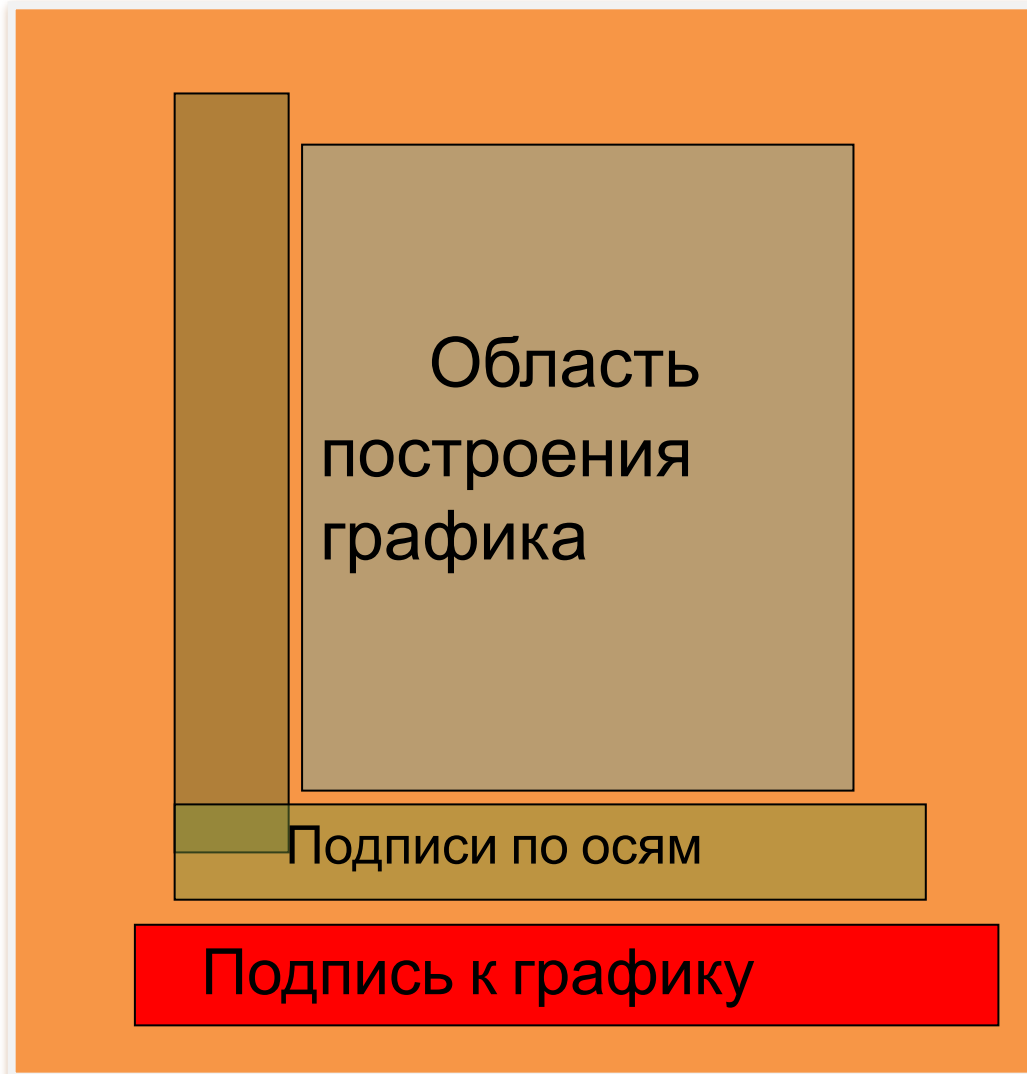 Область
построения
графика
Подписи по осям
Подпись к графику